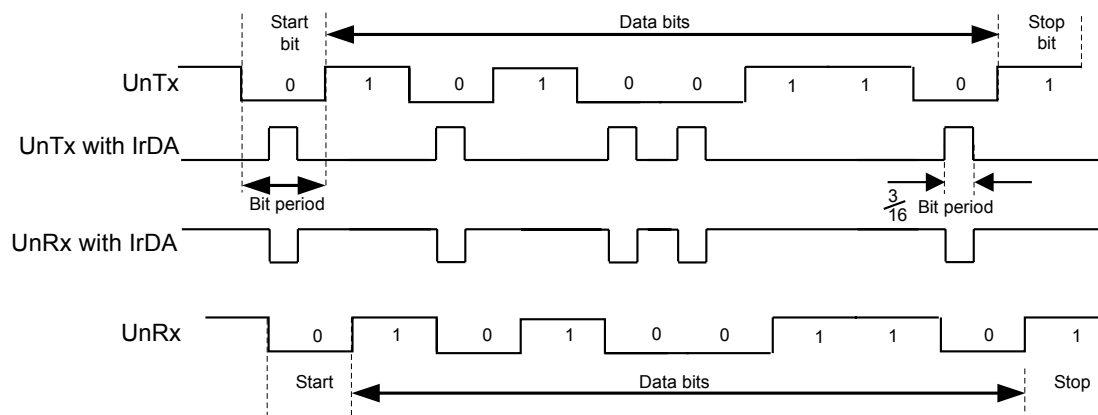 Start
bit
Data bits
Stop
bit
UnTx
0 1 0 1 0 0 1 1 0 1
UnTx with IrDA
Bit period
3/16 Bit period
UnRx with IrDA
UnRx
0 1 0 1 0 0 1 1 0 1
Start
Data bits
Stop